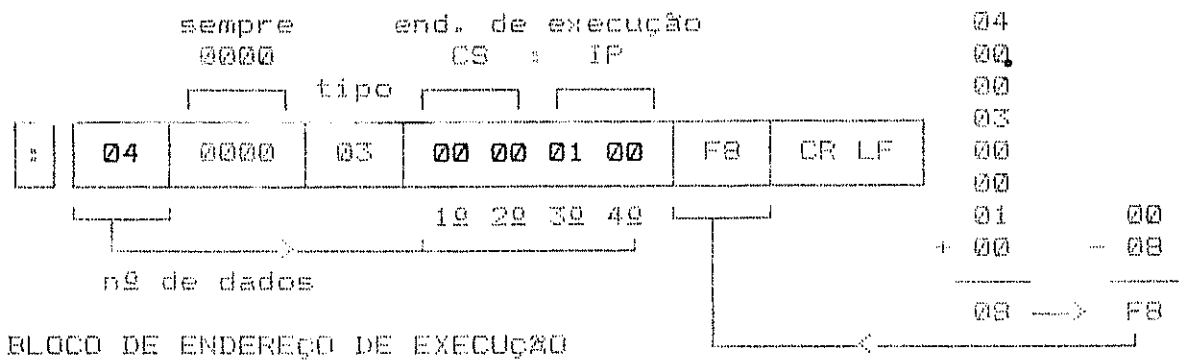 sempre end. de execução 04
0000 CS : IP 00
tipo 00
03
: 04 0000 03 00 00 01 00 F8 CR LF 00
00
1º 2º 3º 4º 01 00
+ 00 - 08
nº de dados
08 --> F8
BLOCO DE ENDEREçO DE EXECUçÃO